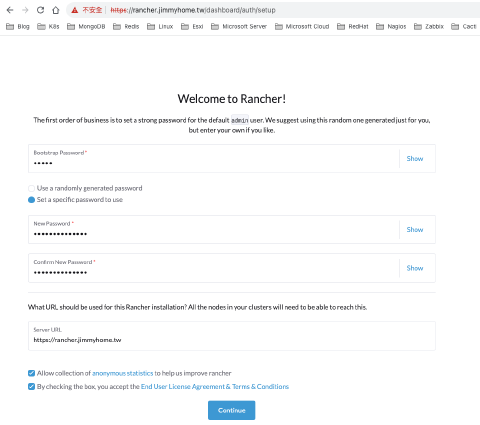 不安全 https://rancher.jimmyhome.tw/dashboard/auth/setup
Blog K8s MongoDB Redis Linux Esxi Microsoft Server Microsoft Cloud RedHat Nagios Zabbix Cacti
Welcome to Rancher!
The first order of business is to set a strong password for the default admin user. We suggest using this random one generated just for you,
but enter your own if you like.
Bootstrap Password *
•••••
Show
Use a randomly generated password
Set a specific password to use
New Password *
••••••••••••••
Show
Confirm New Password *
••••••••••••••
Show
What URL should be used for this Rancher installation? All the nodes in your clusters will need to be able to reach this.
Server URL
https://rancher.jimmyhome.tw
Allow collection of anonymous statistics to help us improve rancher
By checking the box, you accept the End User License Agreement & Terms & Conditions
Continue